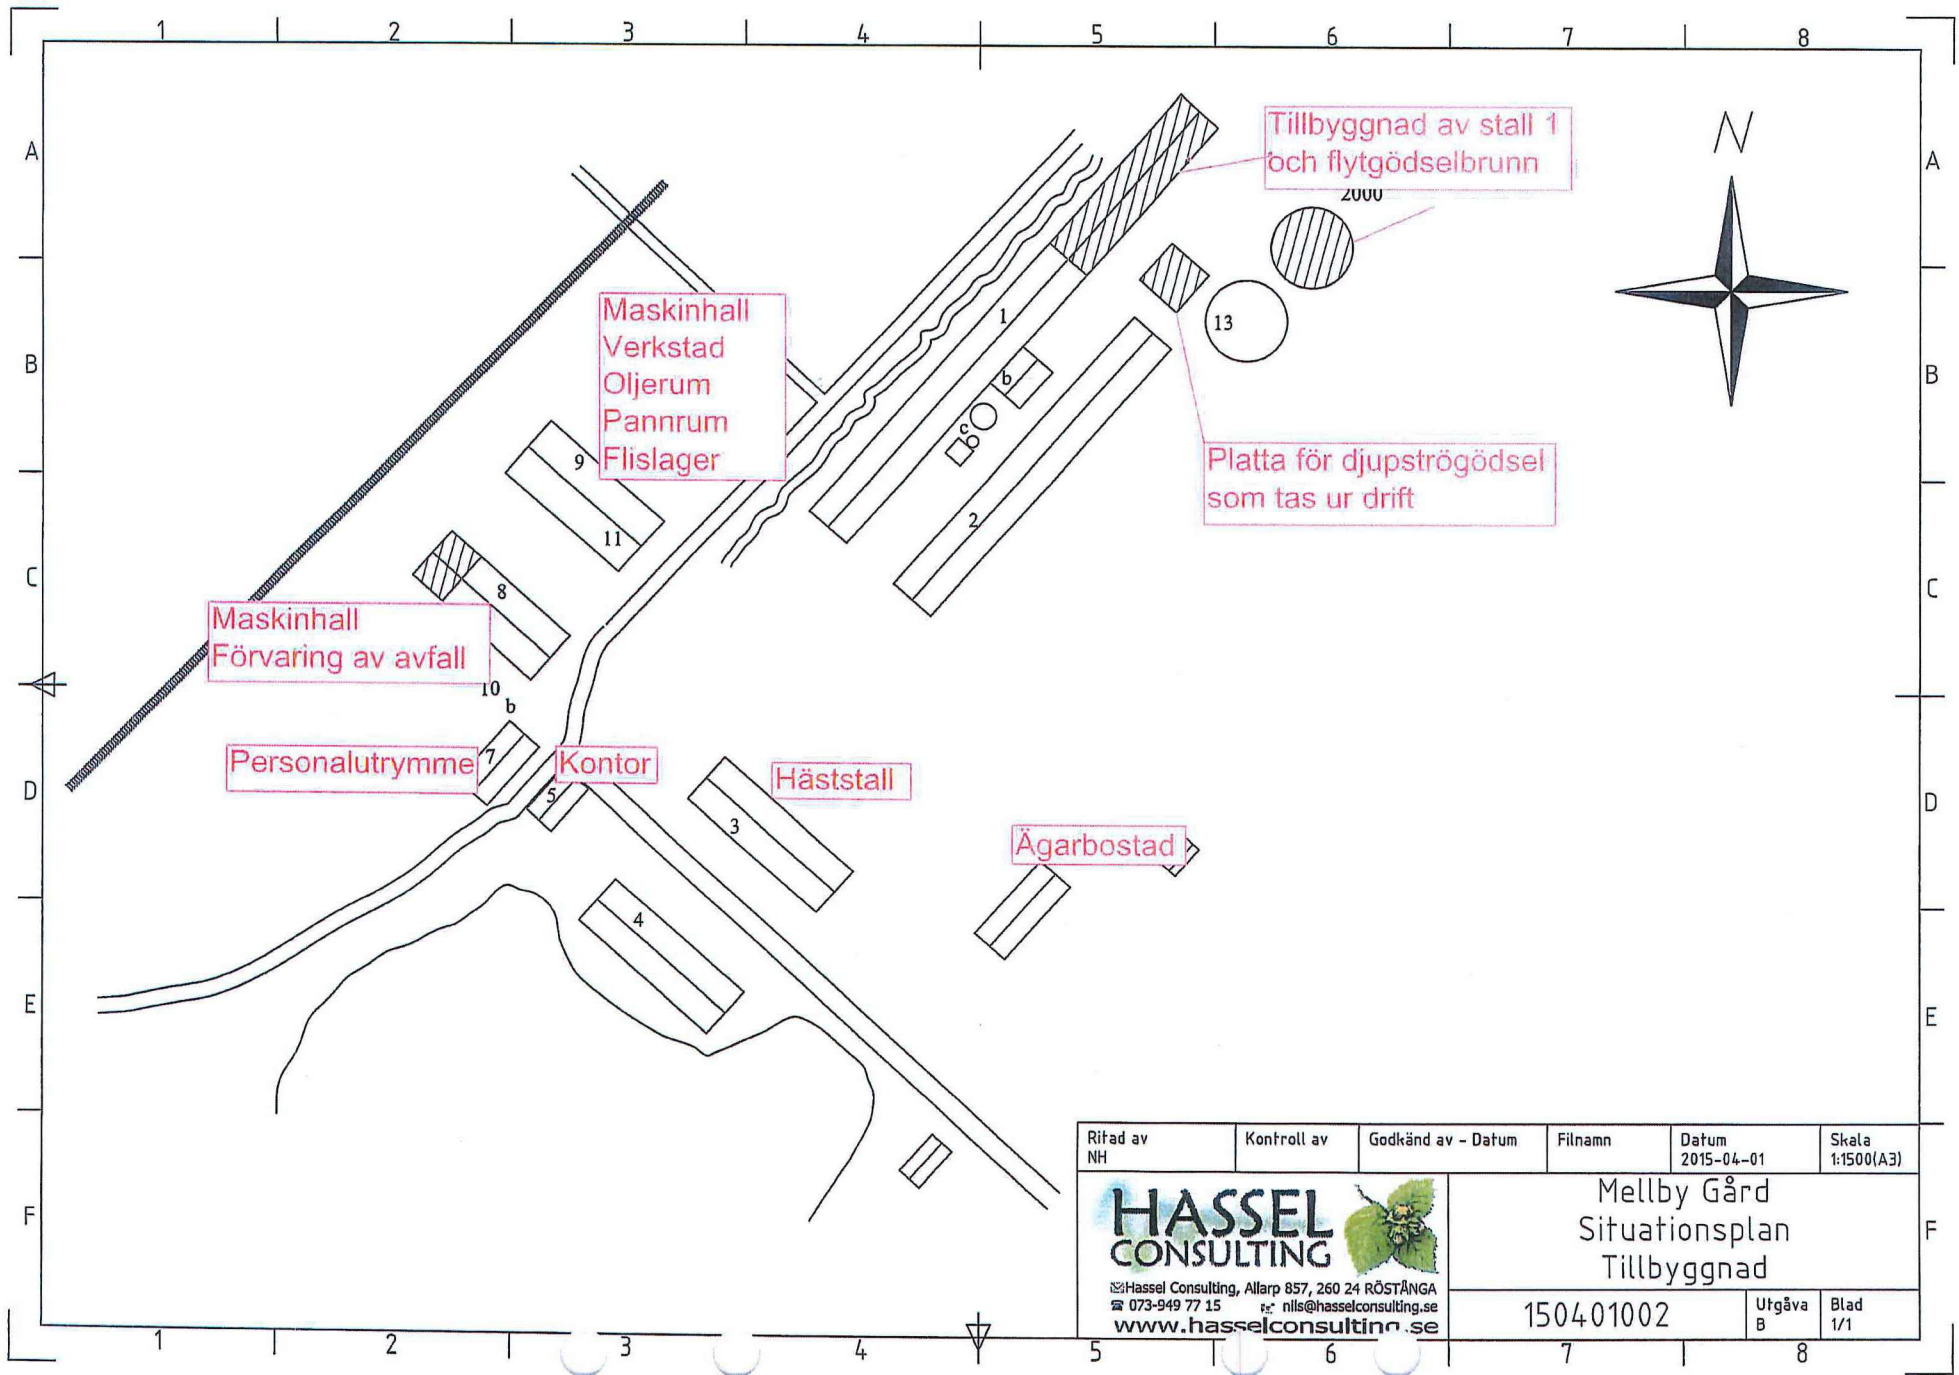 1 2 3 4 5 6 7 8
A
A
N
Tillbyggnad av stall 1
och flytgödselbrunn
2000
13
1
b
c
b
2
Platta för djupströgödsel
som tas ur drift
Maskinhall
Verkstad
Oljerum
Pannrum
Flislager
B
B
9
11
8
C
C
Maskinhall
Förvaring av avfall
10
b
Personalutrymme
7
Kontor
5
Häststall
3
Ägarbostad
D
D
4
E
E
F
F
Ritad av
NH
Kontroll av
Godkänd av - Datum
Filnamn
Datum
2015-04-01
Skala
1:1500(A3)
HASSEL
CONSULTING
Hassel Consulting, Allarp 857, 260 24 RÖSTÅNGA
073-949 77 15 nils@hasselconsulting.se
www.hasselconsulting.se
Mellby Gård
Situationsplan
Tillbyggnad
150401002
Utgåva
B
Blad
1/1
1 2 3 4 5 6 7 8